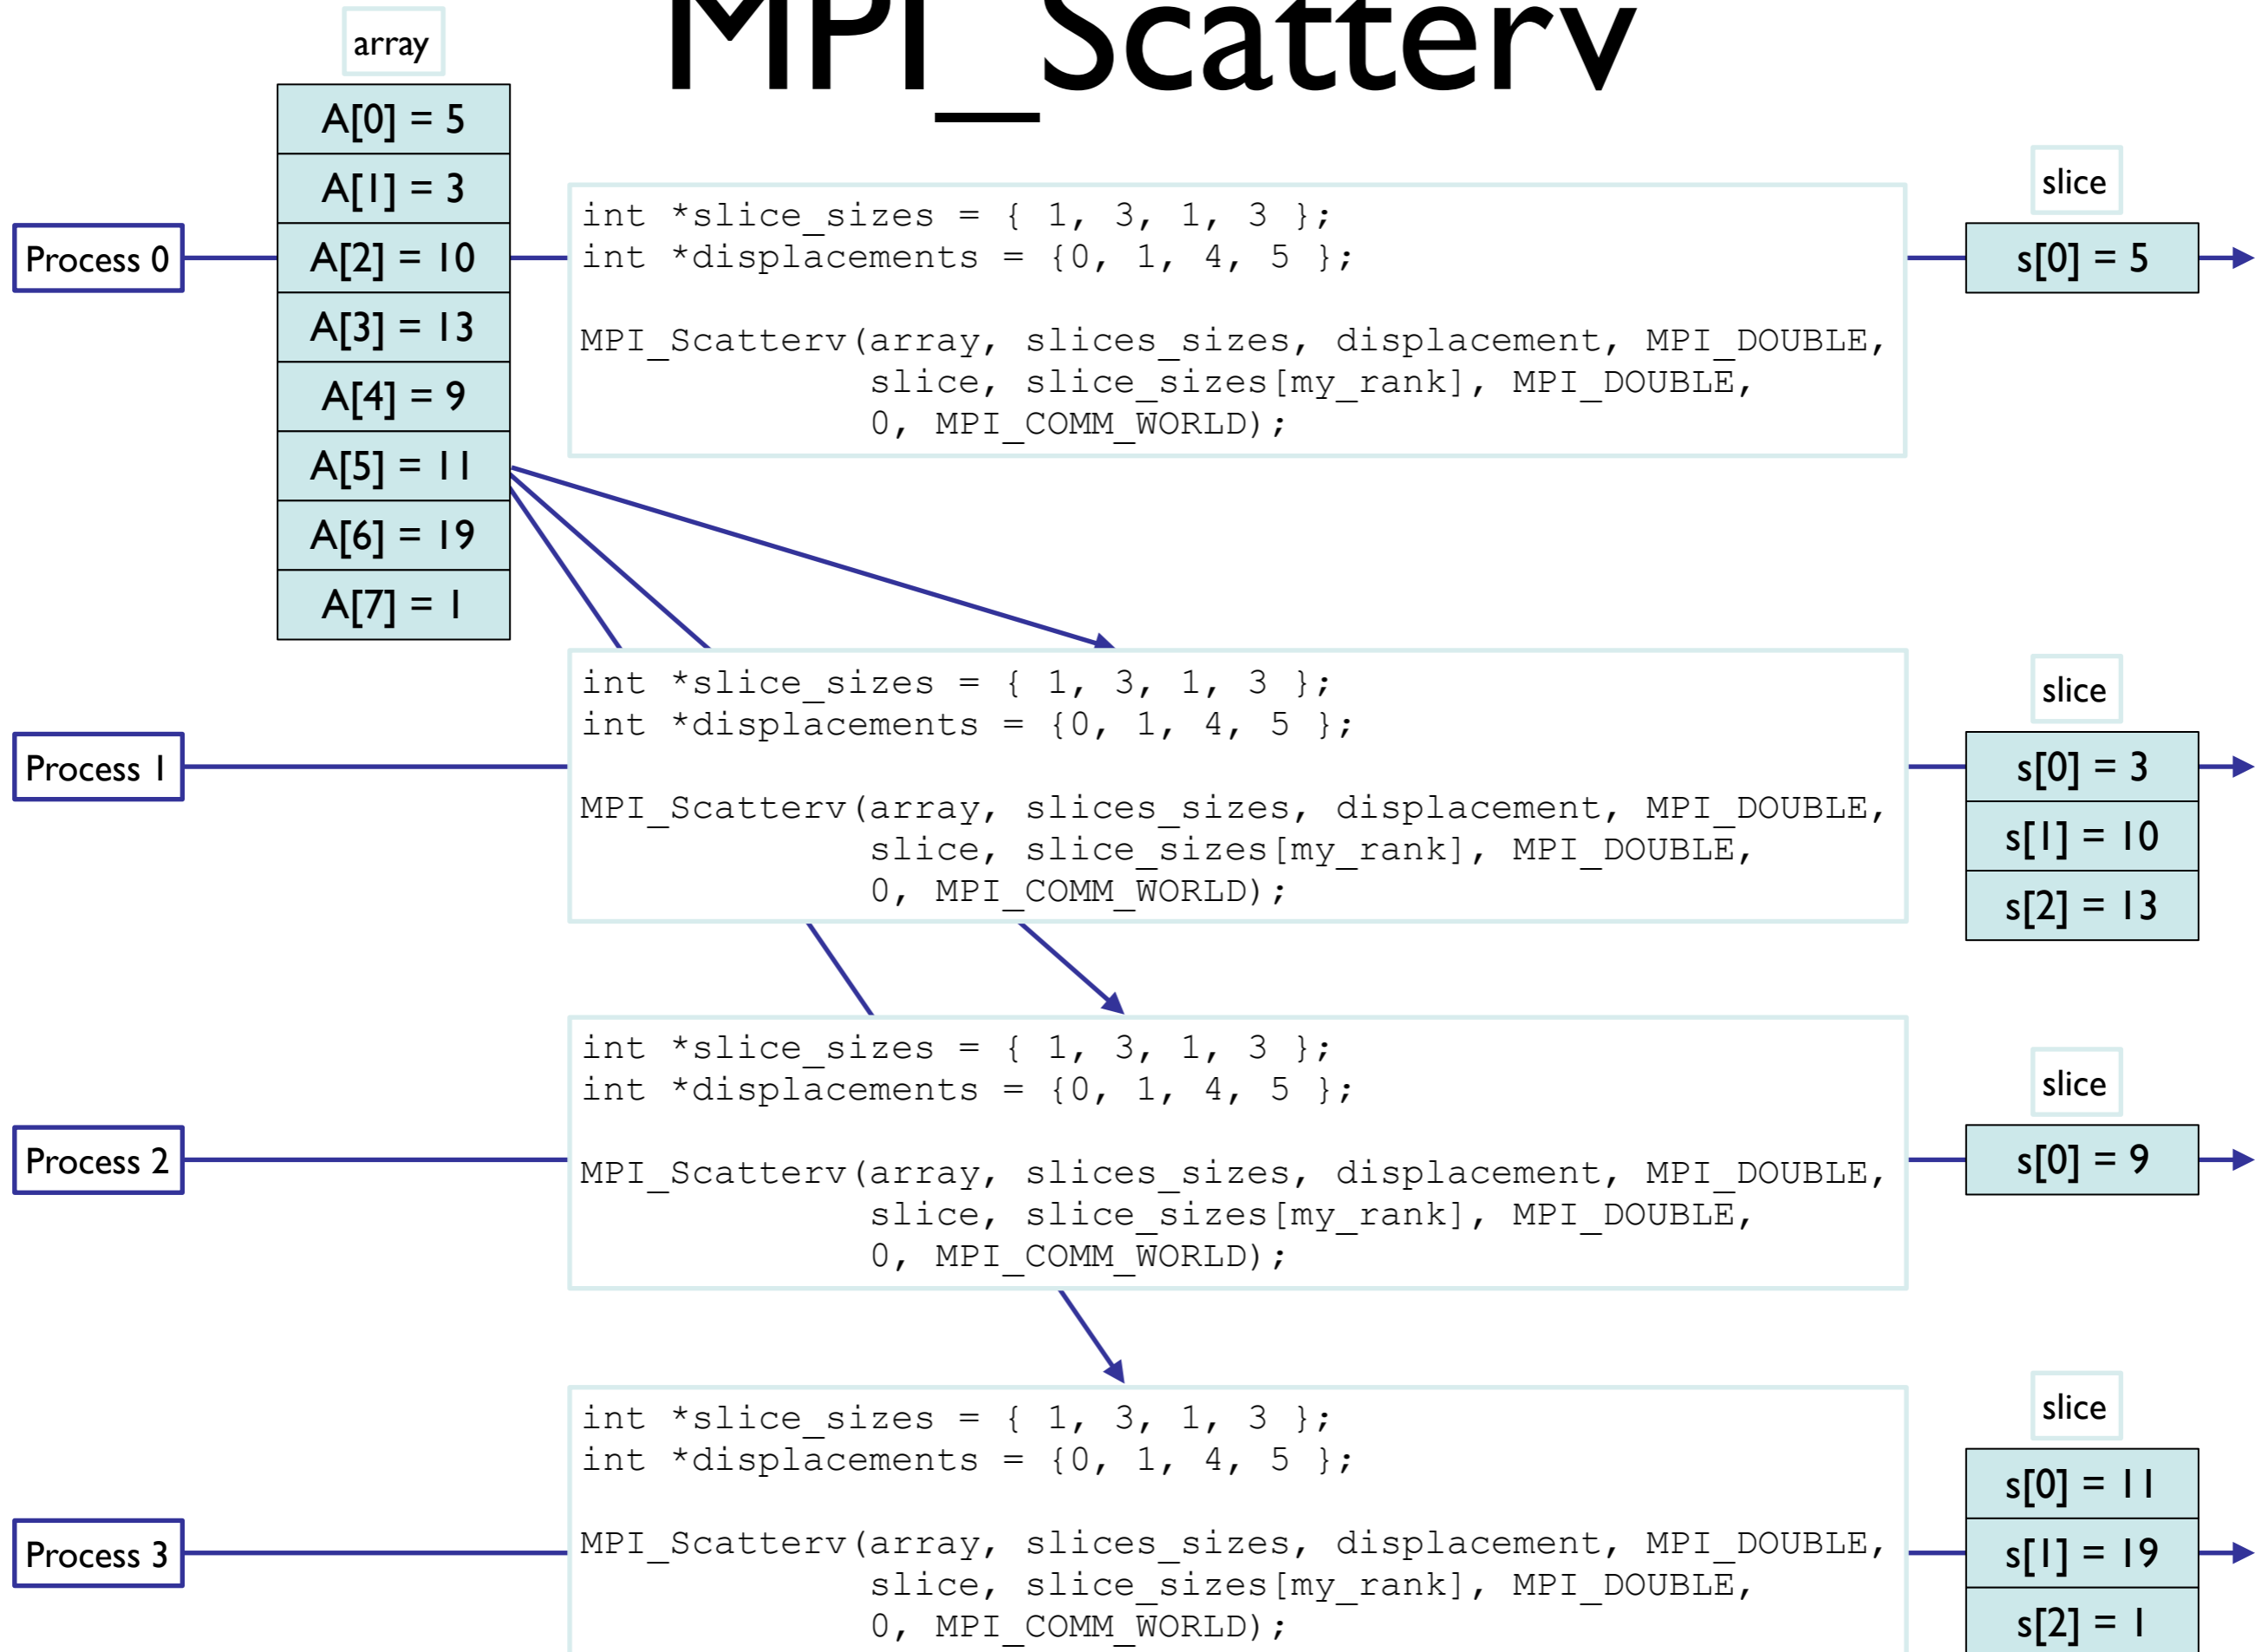 MPI_Scatterv
array
A[0] = 5
A[1] = 3
A[2] = 10
A[3] = 13
A[4] = 9
A[5] = 11
A[6] = 19
A[7] = 1
Process 0
int *slice_sizes = { 1, 3, 1, 3 };
int *displacements = {0, 1, 4, 5 };
MPI_Scatterv(array, slices_sizes, displacement, MPI_DOUBLE,
slice, slice_sizes[my_rank], MPI_DOUBLE,
0, MPI_COMM_WORLD);
slice
s[0] = 5
Process 1
int *slice_sizes = { 1, 3, 1, 3 };
int *displacements = {0, 1, 4, 5 };
MPI_Scatterv(array, slices_sizes, displacement, MPI_DOUBLE,
slice, slice_sizes[my_rank], MPI_DOUBLE,
0, MPI_COMM_WORLD);
slice
s[0] = 3
s[1] = 10
s[2] = 13
Process 2
int *slice_sizes = { 1, 3, 1, 3 };
int *displacements = {0, 1, 4, 5 };
MPI_Scatterv(array, slices_sizes, displacement, MPI_DOUBLE,
slice, slice_sizes[my_rank], MPI_DOUBLE,
0, MPI_COMM_WORLD);
slice
s[0] = 9
Process 3
int *slice_sizes = { 1, 3, 1, 3 };
int *displacements = {0, 1, 4, 5 };
MPI_Scatterv(array, slices_sizes, displacement, MPI_DOUBLE,
slice, slice_sizes[my_rank], MPI_DOUBLE,
0, MPI_COMM_WORLD);
slice
s[0] = 11
s[1] = 19
s[2] = 1